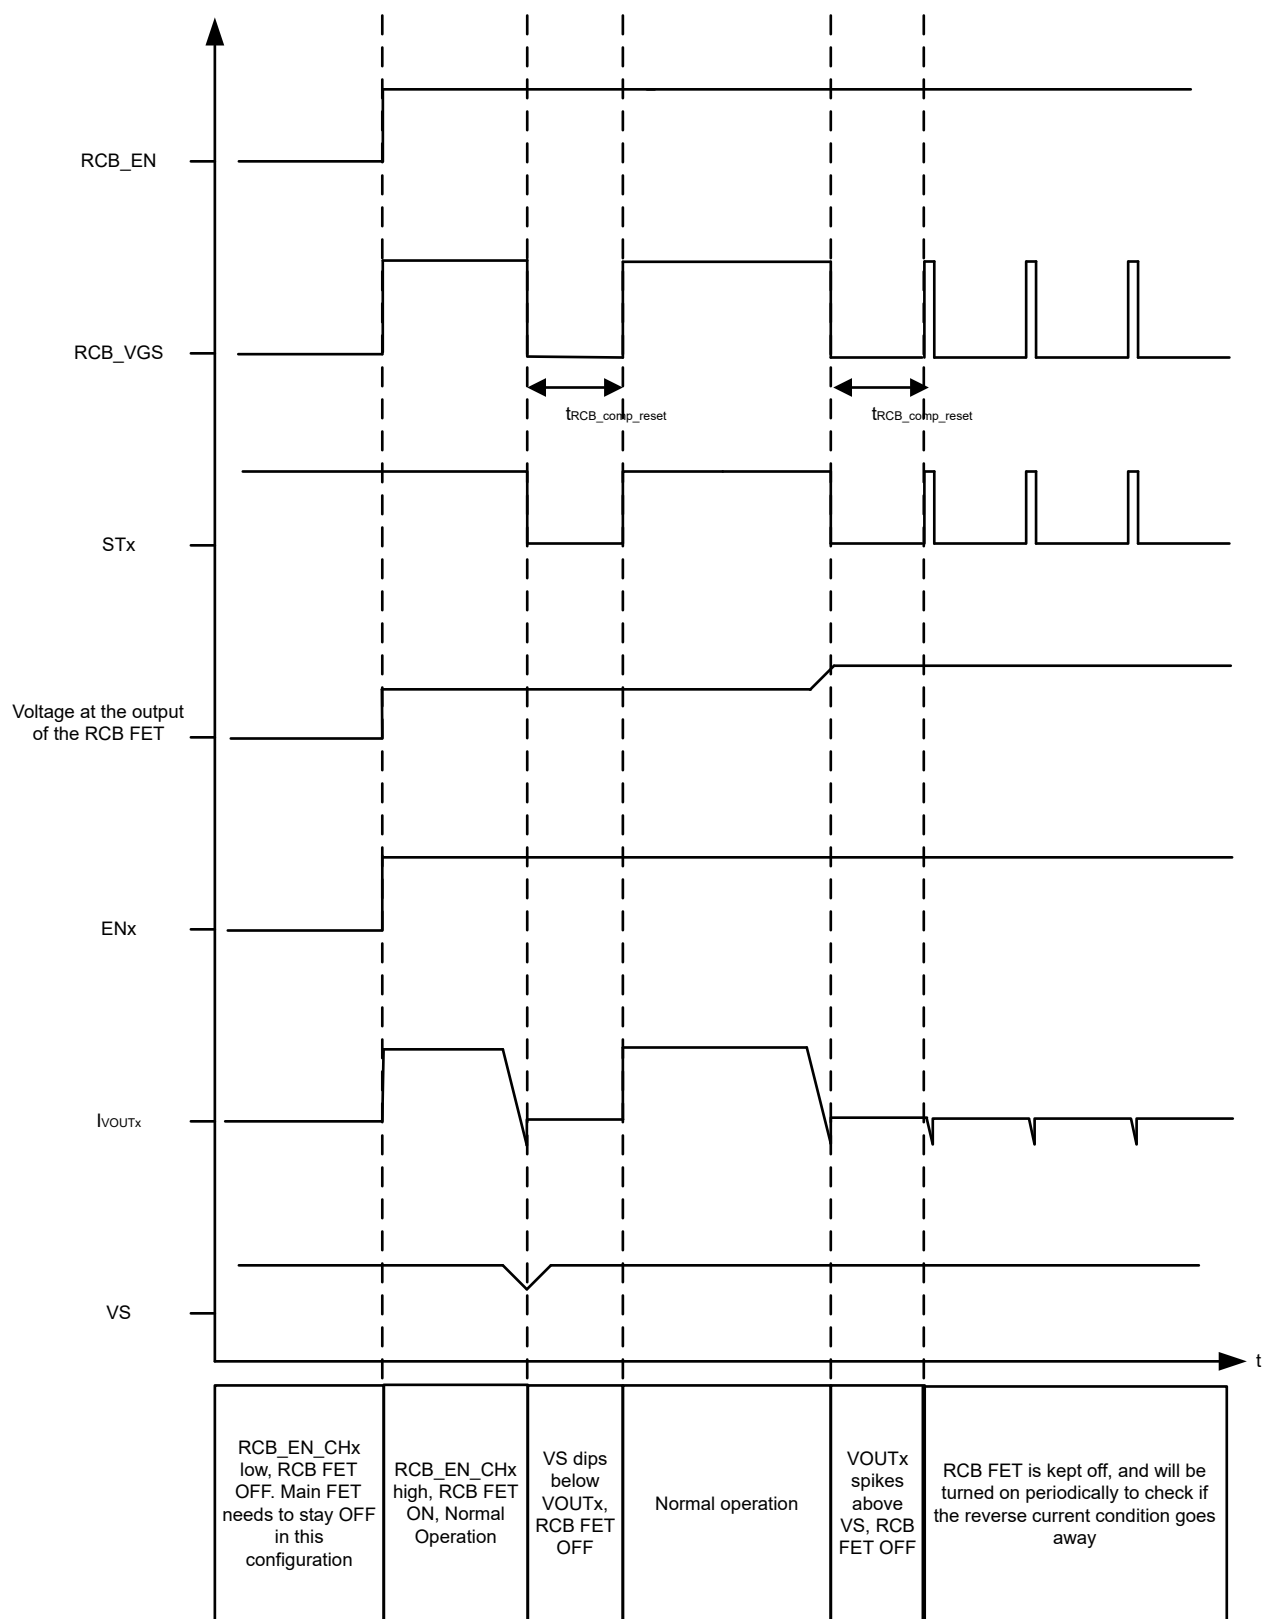 RCB_EN
RCB_VGS
tRCB_comp_reset
tRCB_comp_reset
STx
Voltage at the output
of the RCB FET
ENx
IVOUTx
VS
t
RCB_EN_CHx
low, RCB FET
OFF. Main FET
needs to stay OFF
in this
configuration
RCB_EN_CHx
high, RCB FET
ON, Normal
Operation
VS dips
below
VOUTx,
RCB FET
OFF
Normal operation
VOUTx
spikes
above
VS, RCB
FET OFF
RCB FET is kept off, and will be
turned on periodically to check if
the reverse current condition goes
away